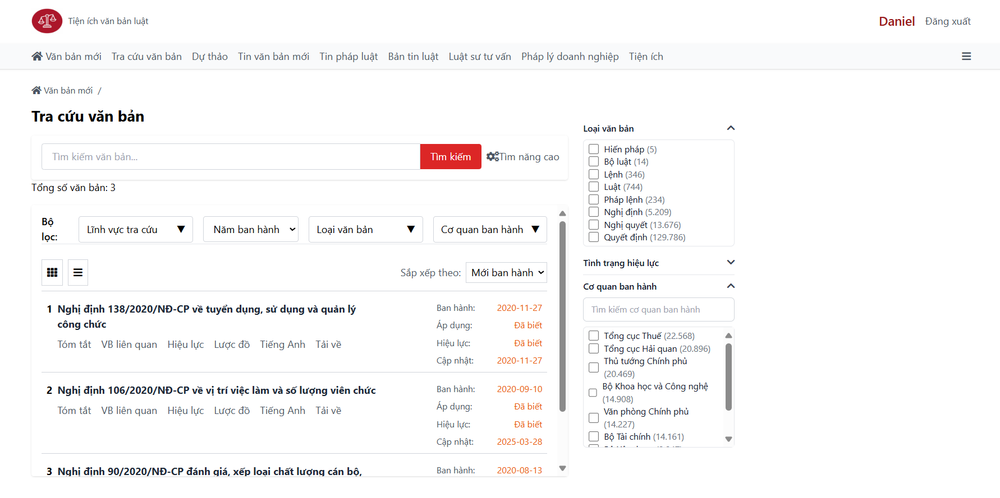 Tiện ích văn bản luật
Daniel Đăng xuất
Văn bản mới Tra cứu văn bản Dự thảo Tin văn bản mới Tin pháp luật Bản tin luật Luật sư tư vấn Pháp lý doanh nghiệp Tiện ích
Văn bản mới /
Tra cứu văn bản
Tìm kiếm văn bản... Tìm kiếm Tìm nâng cao
Tổng số văn bản: 3
Bộ lọc: Lĩnh vực tra cứu Năm ban hành Loại văn bản Cơ quan ban hành
Sắp xếp theo: Mới ban hành
1 Nghị định 138/2020/NĐ-CP về tuyển dụng, sử dụng và quản lý
công chức
Tóm tắt VB liên quan Hiệu lực Lược đồ Tiếng Anh Tải về
Ban hành: 2020-11-27
Áp dụng: Đã biết
Hiệu lực: Đã biết
Cập nhật: 2020-11-27
2 Nghị định 106/2020/NĐ-CP về vị trí việc làm và số lượng viên chức
Tóm tắt VB liên quan Hiệu lực Lược đồ Tiếng Anh Tải về
Ban hành: 2020-09-10
Áp dụng: Đã biết
Hiệu lực: Đã biết
Cập nhật: 2025-03-28
3 Nghị định 90/2020/NĐ-CP đánh giá, xếp loại chất lượng cán bộ,
Ban hành: 2020-08-13
Loại văn bản
Hiến pháp (5)
Bộ luật (14)
Lệnh (346)
Luật (744)
Pháp lệnh (234)
Nghị định (5.209)
Nghị quyết (13.676)
Quyết định (129.786)
Tình trạng hiệu lực
Cơ quan ban hành
Tìm kiếm cơ quan ban hành
Tổng cục Thuế (22.568)
Tổng cục Hải quan (20.896)
Thủ tướng Chính phủ
(20.469)
Bộ Khoa học và Công nghệ
(14.908)
Văn phòng Chính phủ
(14.227)
Bộ Tài chính (14.161)